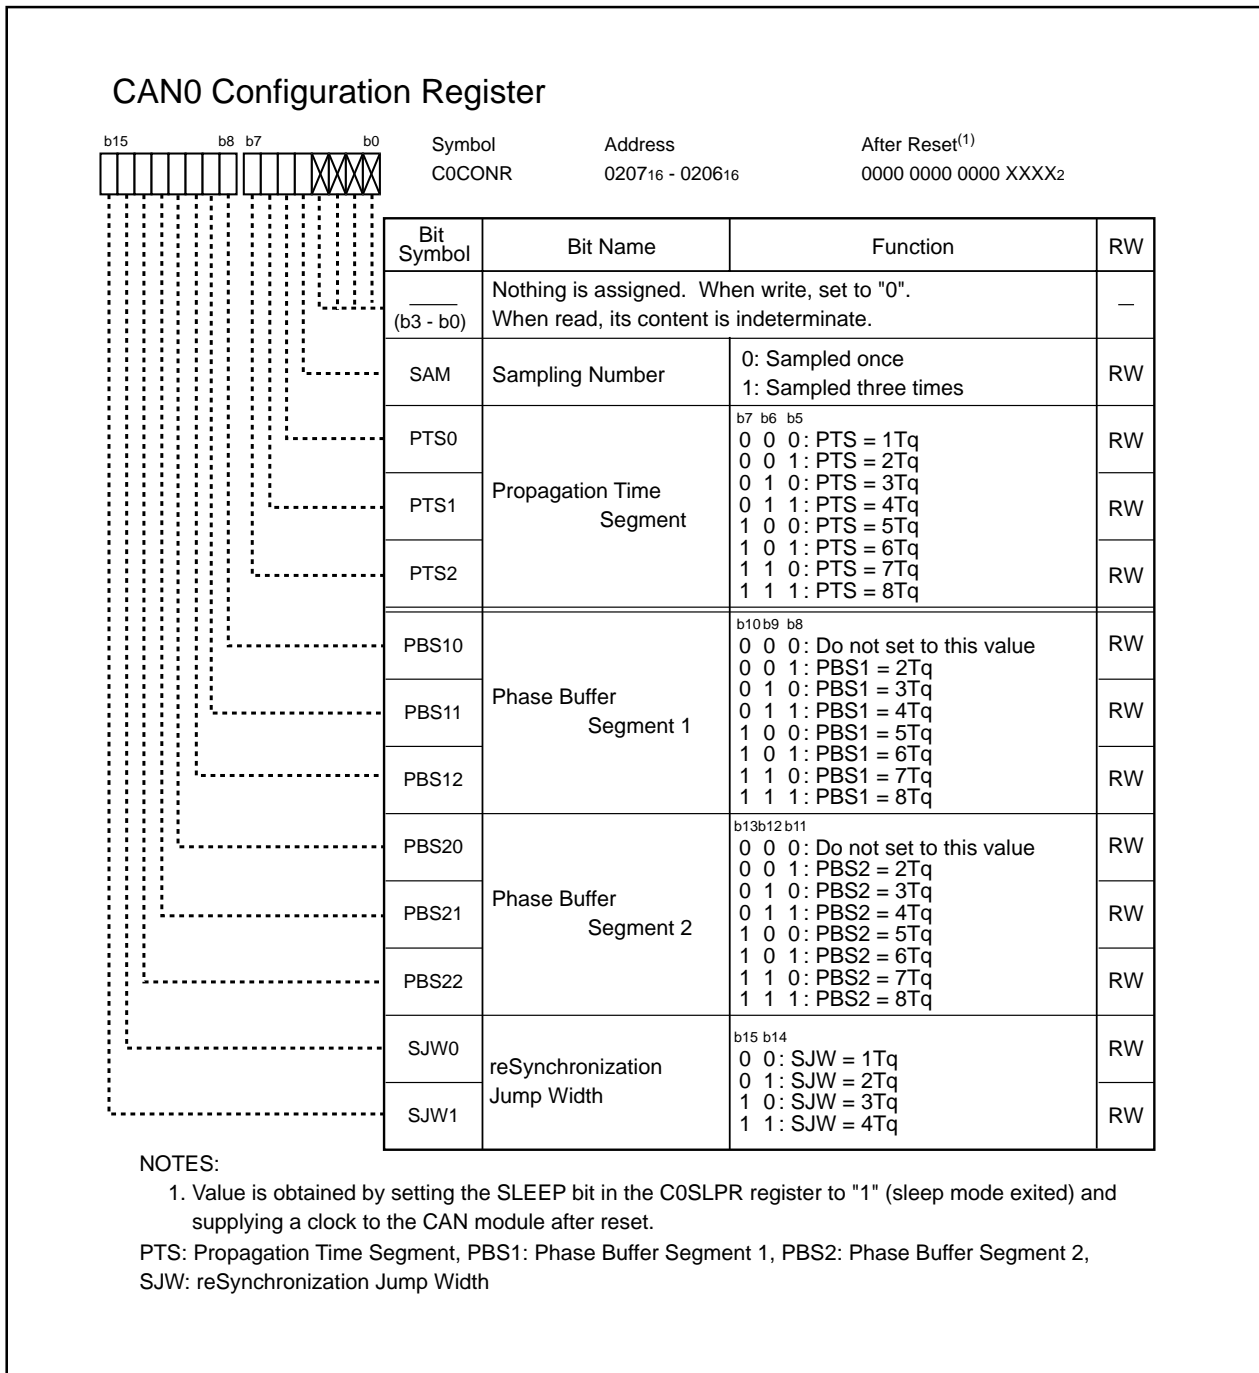 CAN0 Configuration Register
b15 b8 b7 b0
Symbol Address After Reset(1)
C0CONR 020716 - 020616 0000 0000 0000 XXXX2
Bit Symbol Bit Name Function RW
(b3 - b0) Nothing is assigned. When write, set to "0". —
When read, its content is indeterminate.
SAM Sampling Number 0: Sampled once RW
1: Sampled three times
b7 b6 b5
PTS0 0 0 0: PTS = 1Tq RW
0 0 1: PTS = 2Tq
0 1 0: PTS = 3Tq
PTS1 Propagation Time 0 1 1: PTS = 4Tq RW
Segment 1 0 0: PTS = 5Tq
1 0 1: PTS = 6Tq
PTS2 1 1 0: PTS = 7Tq RW
1 1 1: PTS = 8Tq
b10 b9 b8
PBS10 0 0 0: Do not set to this value RW
0 0 1: PBS1 = 2Tq
Phase Buffer 0 1 0: PBS1 = 3Tq
PBS11 0 1 1: PBS1 = 4Tq RW
Segment 1 1 0 0: PBS1 = 5Tq
1 0 1: PBS1 = 6Tq
PBS12 1 1 0: PBS1 = 7Tq RW
1 1 1: PBS1 = 8Tq
b13 b12 b11
PBS20 0 0 0: Do not set to this value RW
0 0 1: PBS2 = 2Tq
Phase Buffer 0 1 0: PBS2 = 3Tq
PBS21 0 1 1: PBS2 = 4Tq RW
Segment 2 1 0 0: PBS2 = 5Tq
1 0 1: PBS2 = 6Tq
PBS22 1 1 0: PBS2 = 7Tq RW
1 1 1: PBS2 = 8Tq
b15 b14
SJW0 0 0: SJW = 1Tq RW
reSynchronization 0 1: SJW = 2Tq
Jump Width 1 0: SJW = 3Tq
SJW1 1 1: SJW = 4Tq RW
NOTES:
1. Value is obtained by setting the SLEEP bit in the C0SLPR register to "1" (sleep mode exited) and
supplying a clock to the CAN module after reset.
PTS: Propagation Time Segment, PBS1: Phase Buffer Segment 1, PBS2: Phase Buffer Segment 2,
SJW: reSynchronization Jump Width